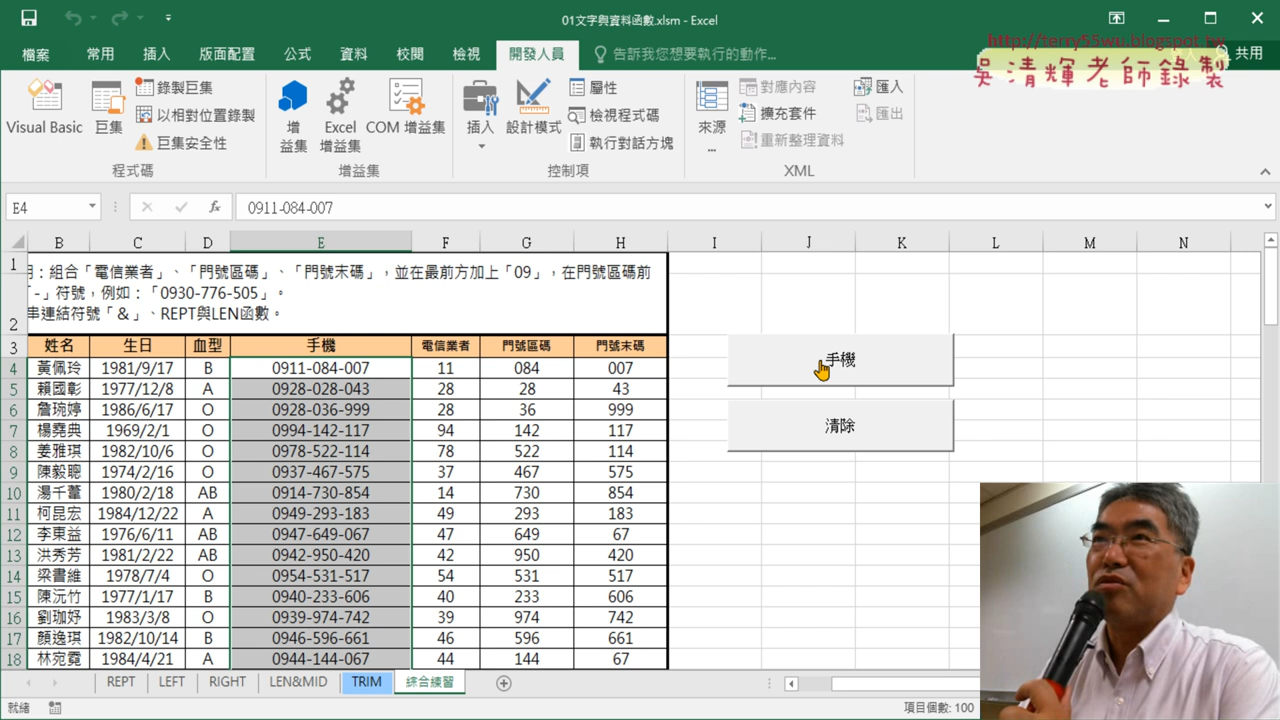 01文字與資料函數.xlsm - Excel
http://terry55wu.blogspot.tw
吳清輝老師錄製
檔案 常用 插入 版面配置 公式 資料 校閱 檢視 開發人員 告訴我您想要執行的動作... 共用
Visual Basic 巨集 錄製巨集 以相對位置錄製 巨集安全性
增益集 Excel 增益集 COM 增益集
插入 設計模式 屬性 檢視程式碼 執行對話方塊
來源... 對應內容 擴充套件 重新整理資料 匯入 匯出
程式碼 增益集 控制項 XML
E4 fx 0911-084-007
B C D E F G H I J K L M N
1 :組合「電信業者」、「門號區碼」、「門號末碼」，並在最前方加上「09」，在門號區碼前
「-」符號，例如：「0930-776-505」。
2 串連結符號「&」、REPT與LEN函數。
3 姓名 生日 血型 手機 電信業者 門號區碼 門號末碼
4 黃佩玲 1981/9/17 B 0911-084-007 11 084 007
5 賴國彰 1977/12/8 A 0928-028-043 28 28 43
6 詹琬婷 1986/6/17 O 0928-036-999 28 36 999
7 楊堯典 1969/2/1 O 0994-142-117 94 142 117
8 姜雅琪 1982/10/6 O 0978-522-114 78 522 114
9 陳毅聰 1974/2/16 O 0937-467-575 37 467 575
10 湯千蕫 1980/2/18 AB 0914-730-854 14 730 854
11 柯昆宏 1984/12/22 A 0949-293-183 49 293 183
12 李東益 1976/6/11 AB 0947-649-067 47 649 67
13 洪秀芳 1981/2/22 AB 0942-950-420 42 950 420
14 梁書維 1978/7/4 O 0954-531-517 54 531 517
15 陳沅竹 1977/1/17 B 0940-233-606 40 233 606
16 劉珈妤 1983/3/8 O 0939-974-742 39 974 742
17 顏逸琪 1982/10/14 B 0946-596-661 46 596 661
18 林宛霓 1984/4/21 A 0944-144-067 44 144 67
手機
清除
REPT LEFT RIGHT LEN&MID TRIM 綜合練習
就緒 項目個數: 100